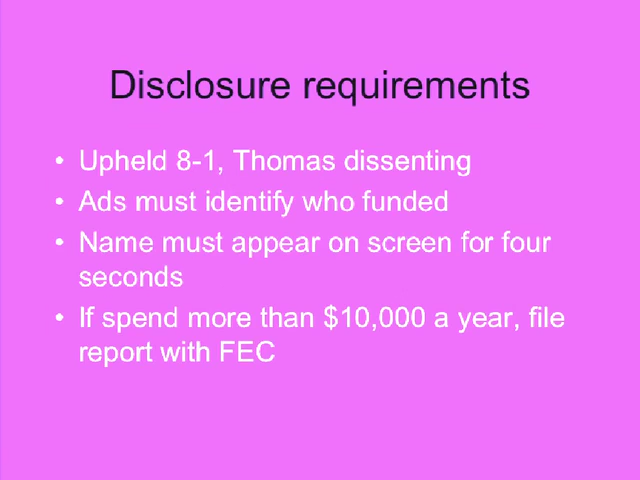 Disclosure requirements
• Upheld 8-1, Thomas dissenting
• Ads must identify who funded
• Name must appear on screen for four
seconds
• If spend more than $10,000 a year, file
report with FEC